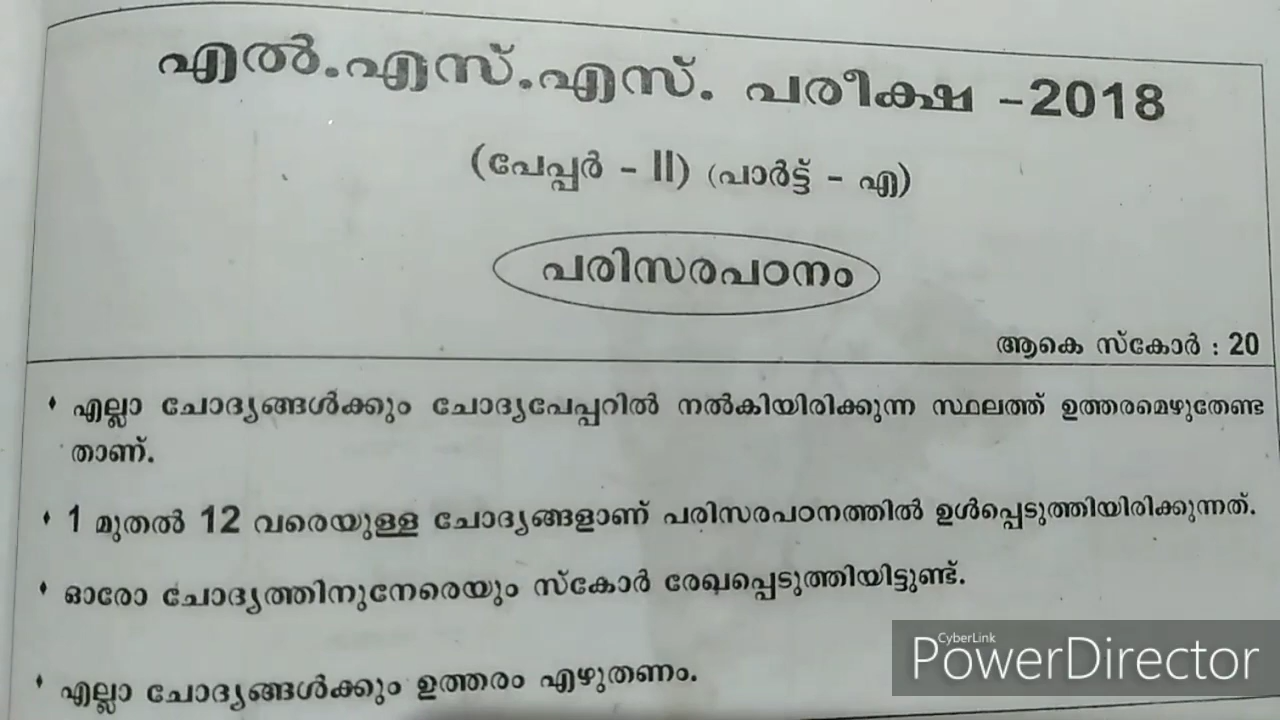 എൽ.എസ്.എസ്. പരീക്ഷ -2018
(പേപ്പർ - II) (പാർട്ട് - എ)
പരിസരപഠനം
ആകെ സ്കോർ : 20
♦ എല്ലാ ചോദ്യങ്ങൾക്കും ചോദ്യപേപ്പറിൽ നൽകിയിരിക്കുന്ന സ്ഥലത്ത് ഉത്തരമെഴുതേണ്ട
താണ്.
♦ 1 മുതൽ 12 വരെയുള്ള ചോദ്യങ്ങളാണ് പരിസരപഠനത്തിൽ ഉൾപ്പെടുത്തിയിരിക്കുന്നത്.
♦ ഓരോ ചോദ്യത്തിനുനേരെയും സ്കോർ രേഖപ്പെടുത്തിയിട്ടുണ്ട്.
♦ എല്ലാ ചോദ്യങ്ങൾക്കും ഉത്തരം എഴുതണം.
CyberLink
PowerDirector